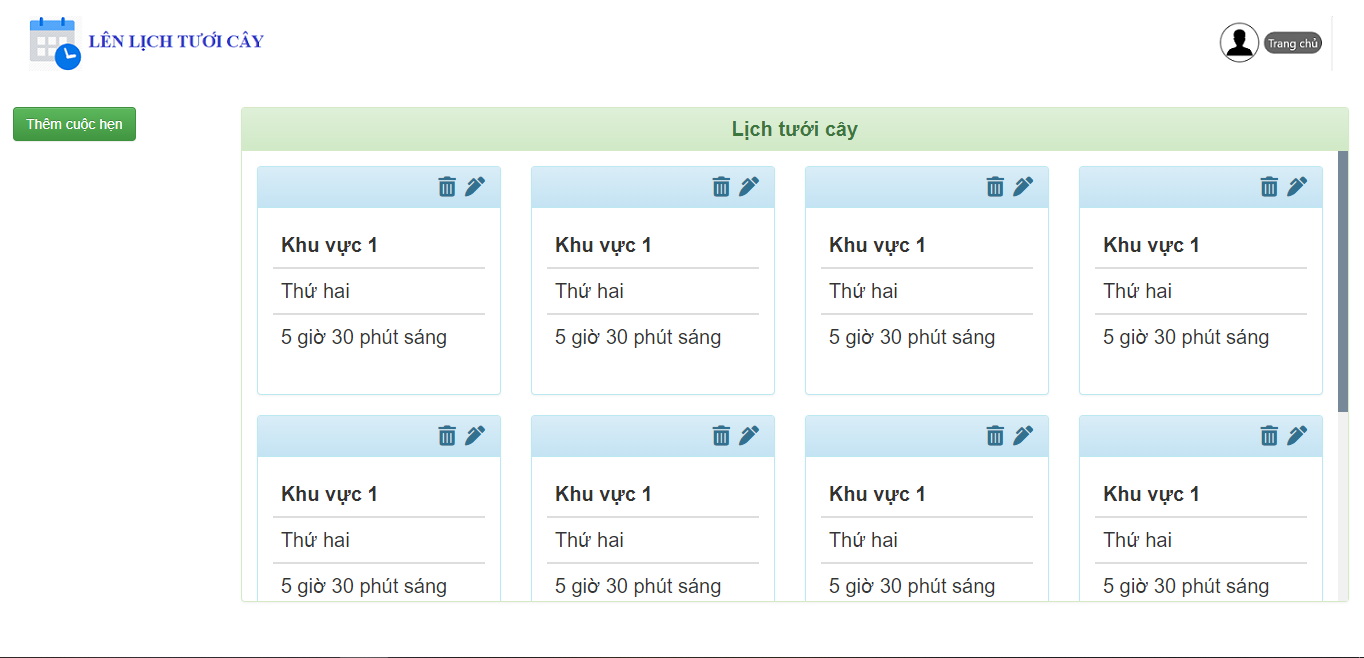 LÊN LỊCH TƯỚI CÂY
Trang chủ
Thêm cuộc hẹn
Lịch tưới cây
Khu vực 1
Thứ hai
5 giờ 30 phút sáng
Khu vực 1
Thứ hai
5 giờ 30 phút sáng
Khu vực 1
Thứ hai
5 giờ 30 phút sáng
Khu vực 1
Thứ hai
5 giờ 30 phút sáng
Khu vực 1
Thứ hai
5 giờ 30 phút sáng
Khu vực 1
Thứ hai
5 giờ 30 phút sáng
Khu vực 1
Thứ hai
5 giờ 30 phút sáng
Khu vực 1
Thứ hai
5 giờ 30 phút sáng